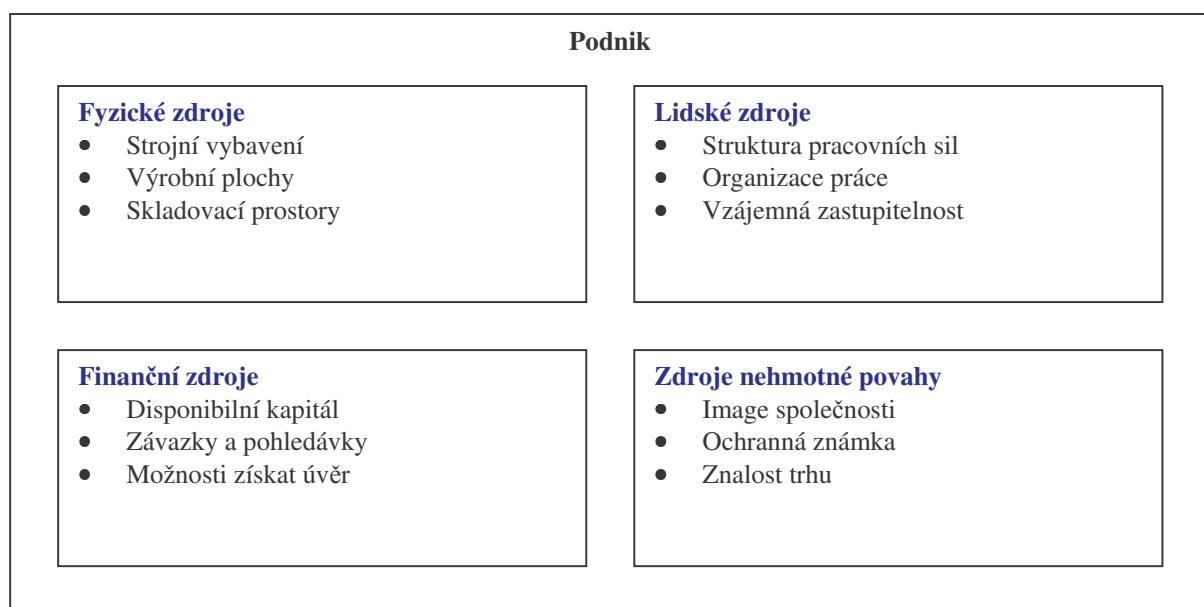 Podnik
Fyzické zdroje
● Strojní vybavení
● Výrobní plochy
● Skladovací prostory
Lidské zdroje
● Struktura pracovních sil
● Organizace práce
● Vzájemná zastupitelnost
Finanční zdroje
● Disponibilní kapitál
● Závazky a pohledávky
● Možnosti získat úvěr
Zdroje nehmotné povahy
● Image společnosti
● Ochranná známka
● Znalost trhu